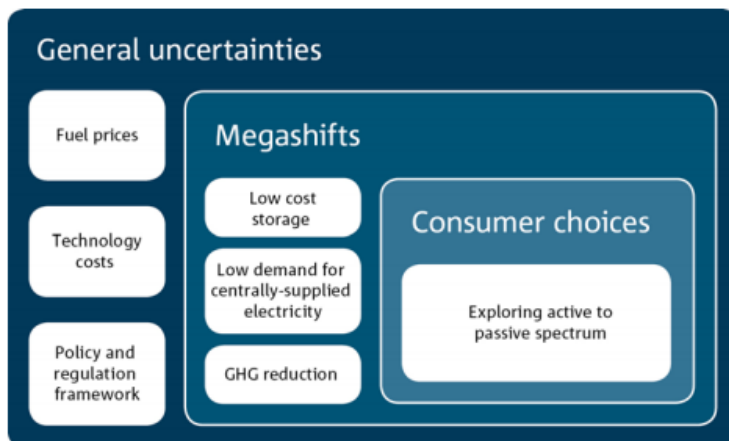 General uncertainties
Fuel prices
Technology
costs
Policy and
regulation
framework
Megashifts
Low cost
storage
Low demand for
centrally-supplied
electricity
GHG reduction
Consumer choices
Exploring active to
passive spectrum